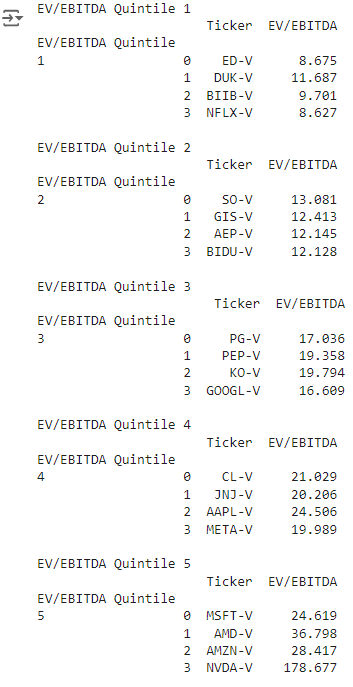 EV/EBITDA Quintile 1
Ticker EV/EBITDA
EV/EBITDA Quintile
1 0 ED-V 8.675
1 DUK-V 11.687
2 BIIB-V 9.701
3 NFLX-V 8.627
EV/EBITDA Quintile 2
Ticker EV/EBITDA
EV/EBITDA Quintile
2 0 SO-V 13.081
1 GIS-V 12.413
2 AEP-V 12.145
3 BIDU-V 12.128
EV/EBITDA Quintile 3
Ticker EV/EBITDA
EV/EBITDA Quintile
3 0 PG-V 17.036
1 PEP-V 19.358
2 KO-V 19.794
3 GOOGL-V 16.609
EV/EBITDA Quintile 4
Ticker EV/EBITDA
EV/EBITDA Quintile
4 0 CL-V 21.029
1 JNJ-V 20.206
2 AAPL-V 24.506
3 META-V 19.989
EV/EBITDA Quintile 5
Ticker EV/EBITDA
EV/EBITDA Quintile
5 0 MSFT-V 24.619
1 AMD-V 36.798
2 AMZN-V 28.417
3 NVDA-V 178.677